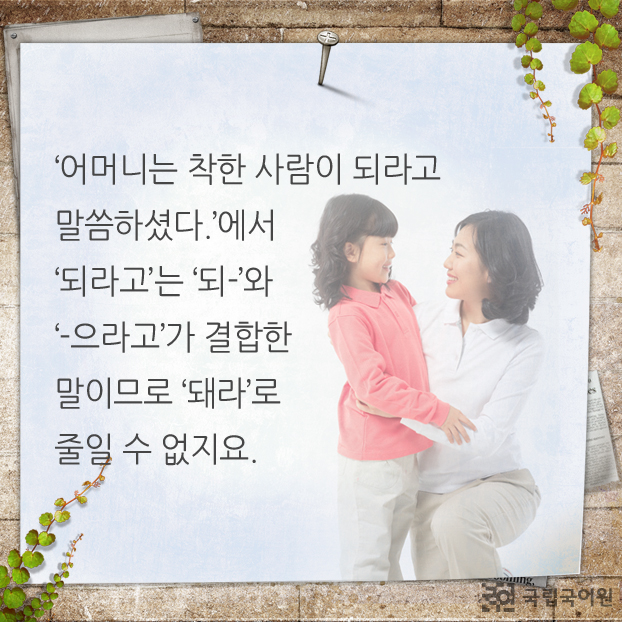 ‘어머니는 착한 사람이 되라고
말씀하셨다.’에서
‘되라고’는 ‘되-’와
‘-으라고’가 결합한
말이므로 ‘돼라’로
줄일 수 없지요.
국립국어원